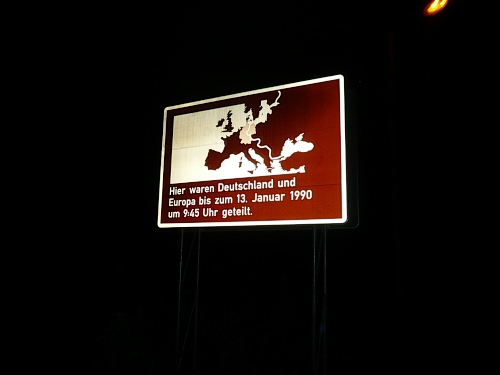 Hier waren Deutschland und
Europa bis zum 13. Januar 1990
um 9:45 Uhr geteilt.